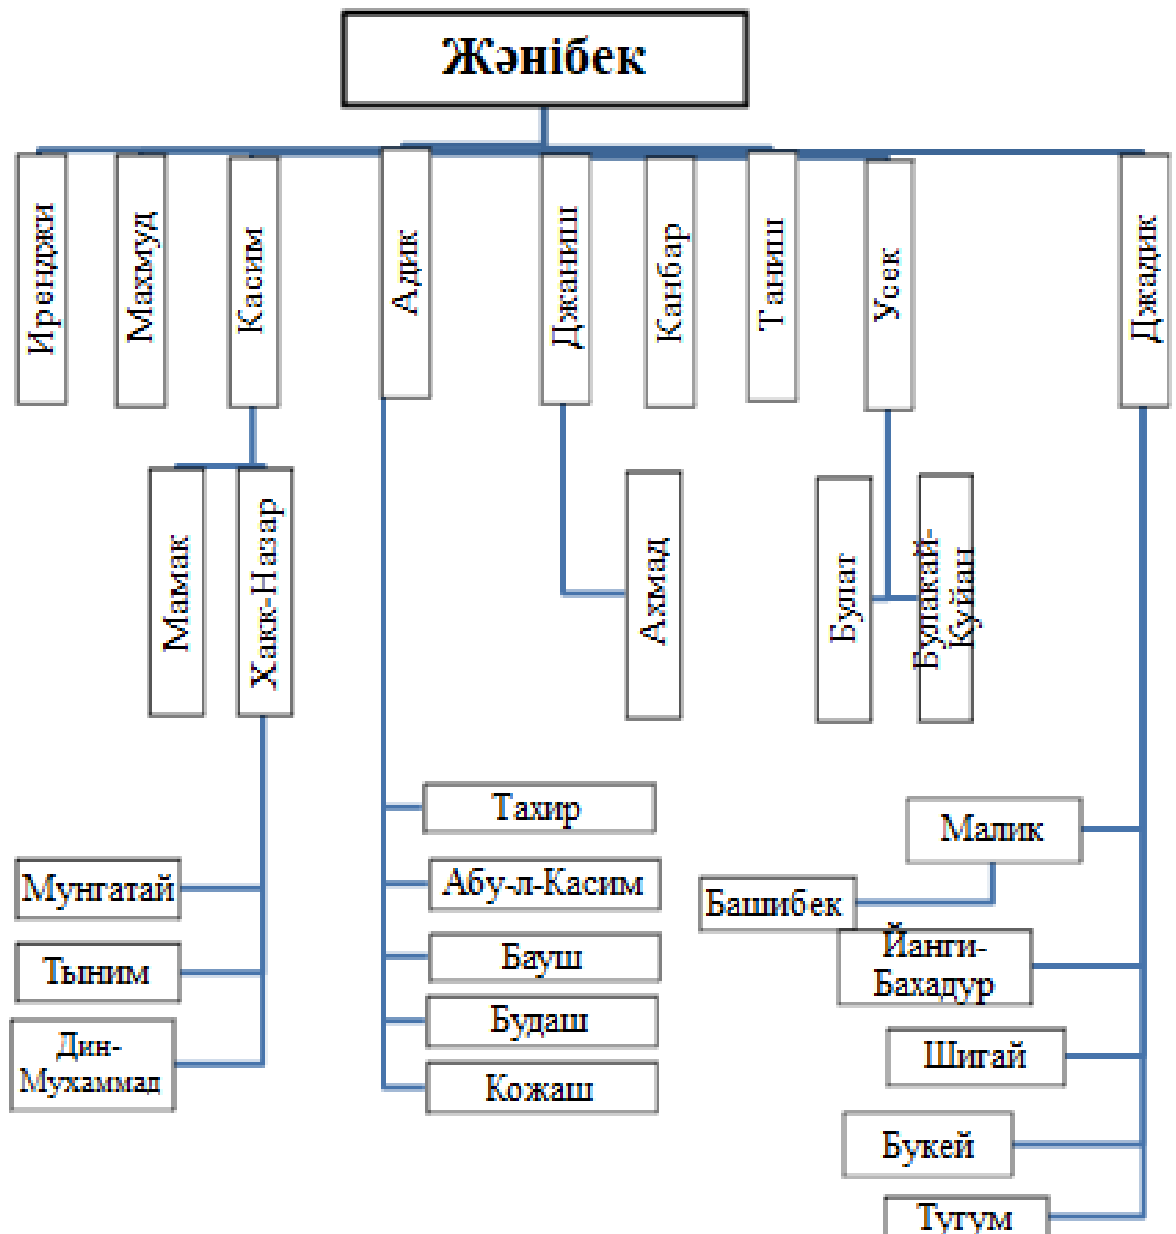 Жәнібек
Иренджи
Махмуд
Касим
Адик
Джаниш
Канбар
Таниш
Усек
Джадик
Мамак
Хакк-Назар
Ахмад
Булат
Булакай-
Куйан
Тахир
Абу-л-Касим
Бауш
Будаш
Кожаш
Мунгатай
Тыним
Дин-
Мухаммад
Малик
Башибек
Йанги-
Бахадур
Шигай
Букей
Тугум